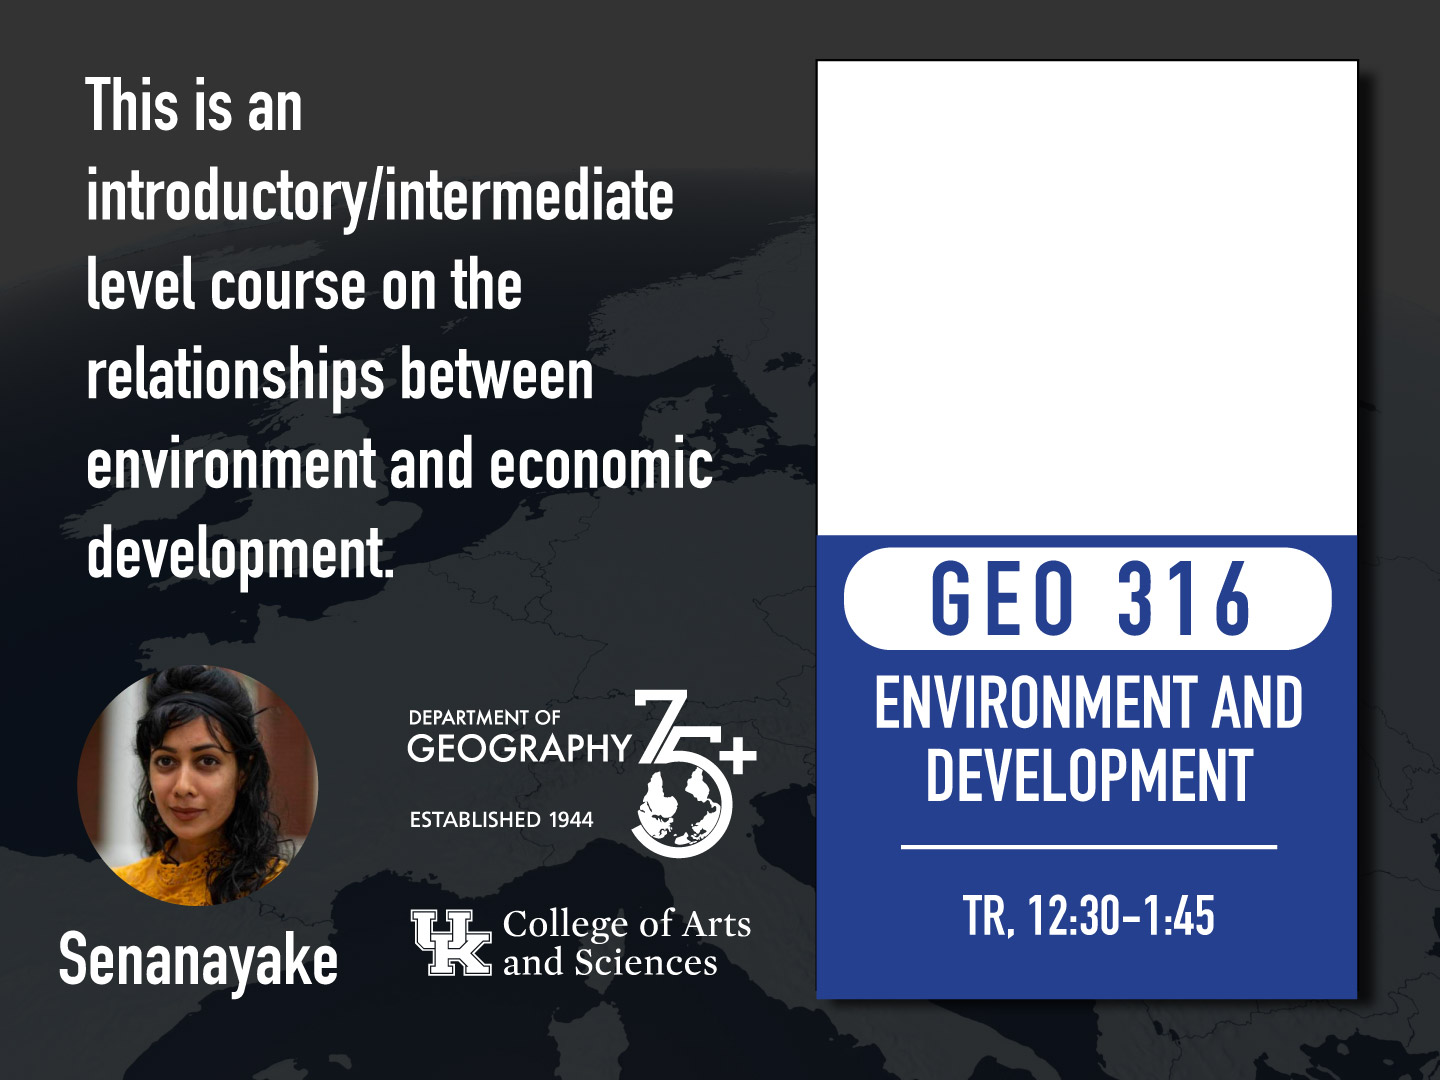 This is an
introductory/intermediate
level course on the
relationships between
environment and economic
development.
Senanayake
DEPARTMENT OF
GEOGRAPHY
75+
ESTABLISHED 1944
UK
College of Arts
and Sciences
GEO 316
ENVIRONMENT AND
DEVELOPMENT
TR, 12:30–1:45